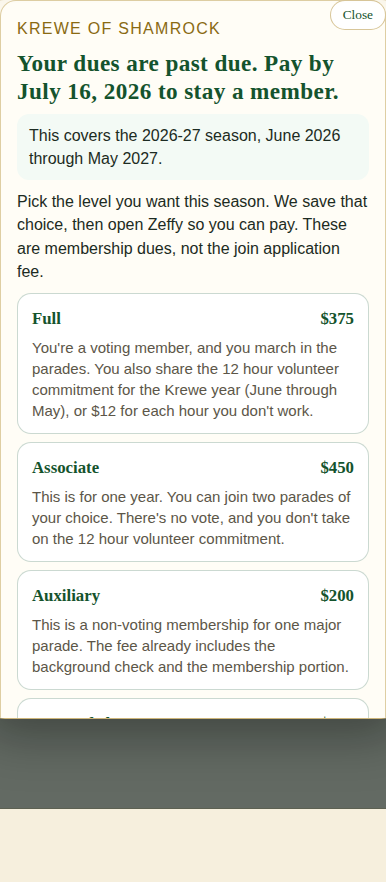 Close
KREWE OF SHAMROCK
Your dues are past due. Pay by
July 16, 2026 to stay a member.
This covers the 2026-27 season, June 2026
through May 2027.
Pick the level you want this season. We save that
choice, then open Zeffy so you can pay. These
are membership dues, not the join application
fee.
Full $375
You're a voting member, and you march in the
parades. You also share the 12 hour volunteer
commitment for the Krewe year (June through
May), or $12 for each hour you don't work.
Associate $450
This is for one year. You can join two parades of
your choice. There's no vote, and you don't take
on the 12 hour volunteer commitment.
Auxiliary $200
This is a non-voting membership for one major
parade. The fee already includes the
background check and the membership portion.